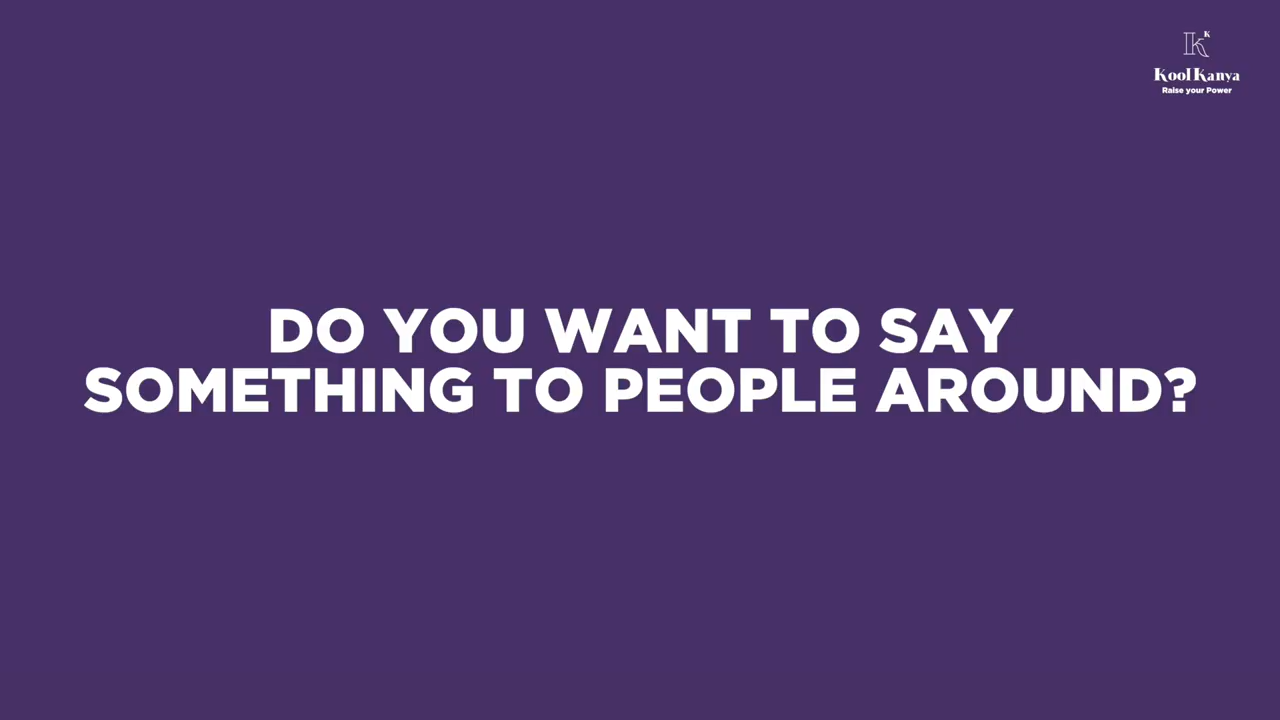 K K
Kool Kanya
Raise your Power
DO YOU WANT TO SAY
SOMETHING TO PEOPLE AROUND?